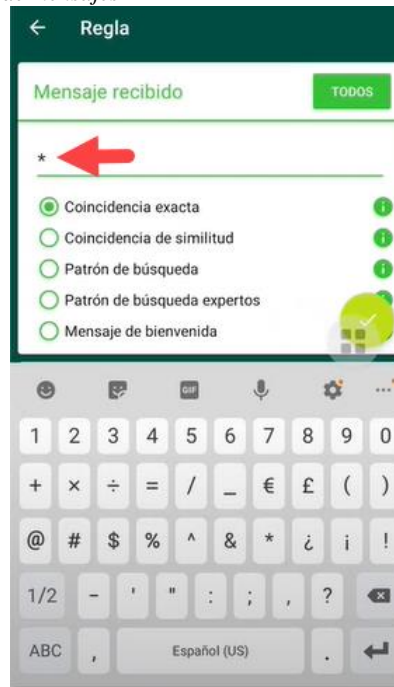 Regla
Mensaje recibido TODOS
*
Coincidencia exacta
Coincidencia de similitud
Patrón de búsqueda
Patrón de búsqueda expertos
Mensaje de bienvenida
GIF
1 2 3 4 5 6 7 8 9 0
+ × ÷ = / _ € £ ( )
@ # $ % ^ & * ¿ ¡ !
1/2 - ' " : ; , ?
ABC , Español (US) .